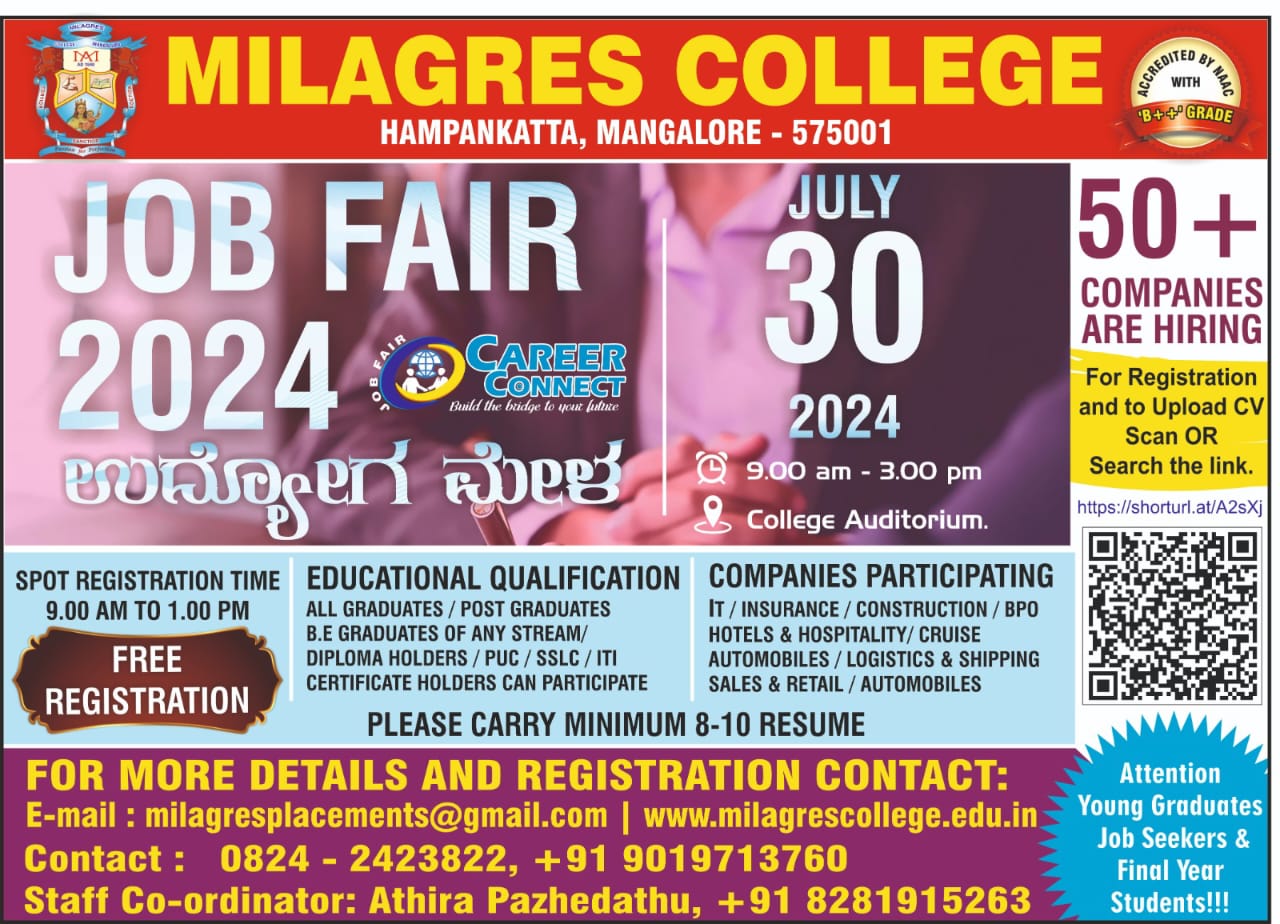 MILAGRES COLLEGE
HAMPANKATTA, MANGALORE - 575001
MILAGRES
ACCREDITED BY NAAC
WITH
'B++' GRADE
JOB FAIR
2024
JOB FAIR
CAREER
CONNECT
Build the bridge to your future
ಉದ್ಯೋಗ ಮೇಳ
JULY
30
2024
9.00 am - 3.00 pm
College Auditorium.
50 +
COMPANIES
ARE HIRING
For Registration
and to Upload CV
Scan OR
Search the link.
https://shorturl.at/A2sXj
SPOT REGISTRATION TIME
9.00 AM TO 1.00 PM
FREE
REGISTRATION
EDUCATIONAL QUALIFICATION
ALL GRADUATES / POST GRADUATES
B.E GRADUATES OF ANY STREAM/
DIPLOMA HOLDERS / PUC / SSLC / ITI
CERTIFICATE HOLDERS CAN PARTICIPATE
COMPANIES PARTICIPATING
IT / INSURANCE / CONSTRUCTION / BPO
HOTELS & HOSPITALITY/ CRUISE
AUTOMOBILES / LOGISTICS & SHIPPING
SALES & RETAIL / AUTOMOBILES
PLEASE CARRY MINIMUM 8-10 RESUME
FOR MORE DETAILS AND REGISTRATION CONTACT:
E-mail : milagresplacements@gmail.com | www.milagrescollege.edu.in
Contact : 0824 - 2423822, +91 9019713760
Staff Co-ordinator: Athira Pazhedathu, +91 8281915263
Attention
Young Graduates
Job Seekers &
Final Year
Students!!!